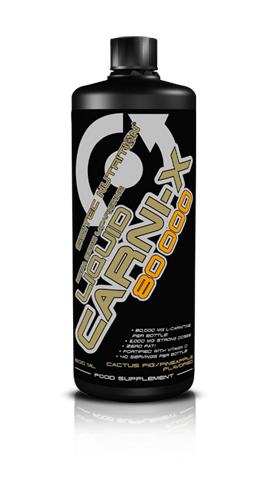 SCITEC NUTRITION®
LIQUID
CARNI-X
80 000
• 80,000 MG L-CARNITINE
PER BOTTLE
• 2,000 MG STRONG DOSES
• ZERO FAT!
• FORTIFIED WITH VITAMIN C
• 40 SERVINGS PER BOTTLE
CACTUS FIG/PINEAPPLE
FLAVORED
500 ML
FOOD SUPPLEMENT